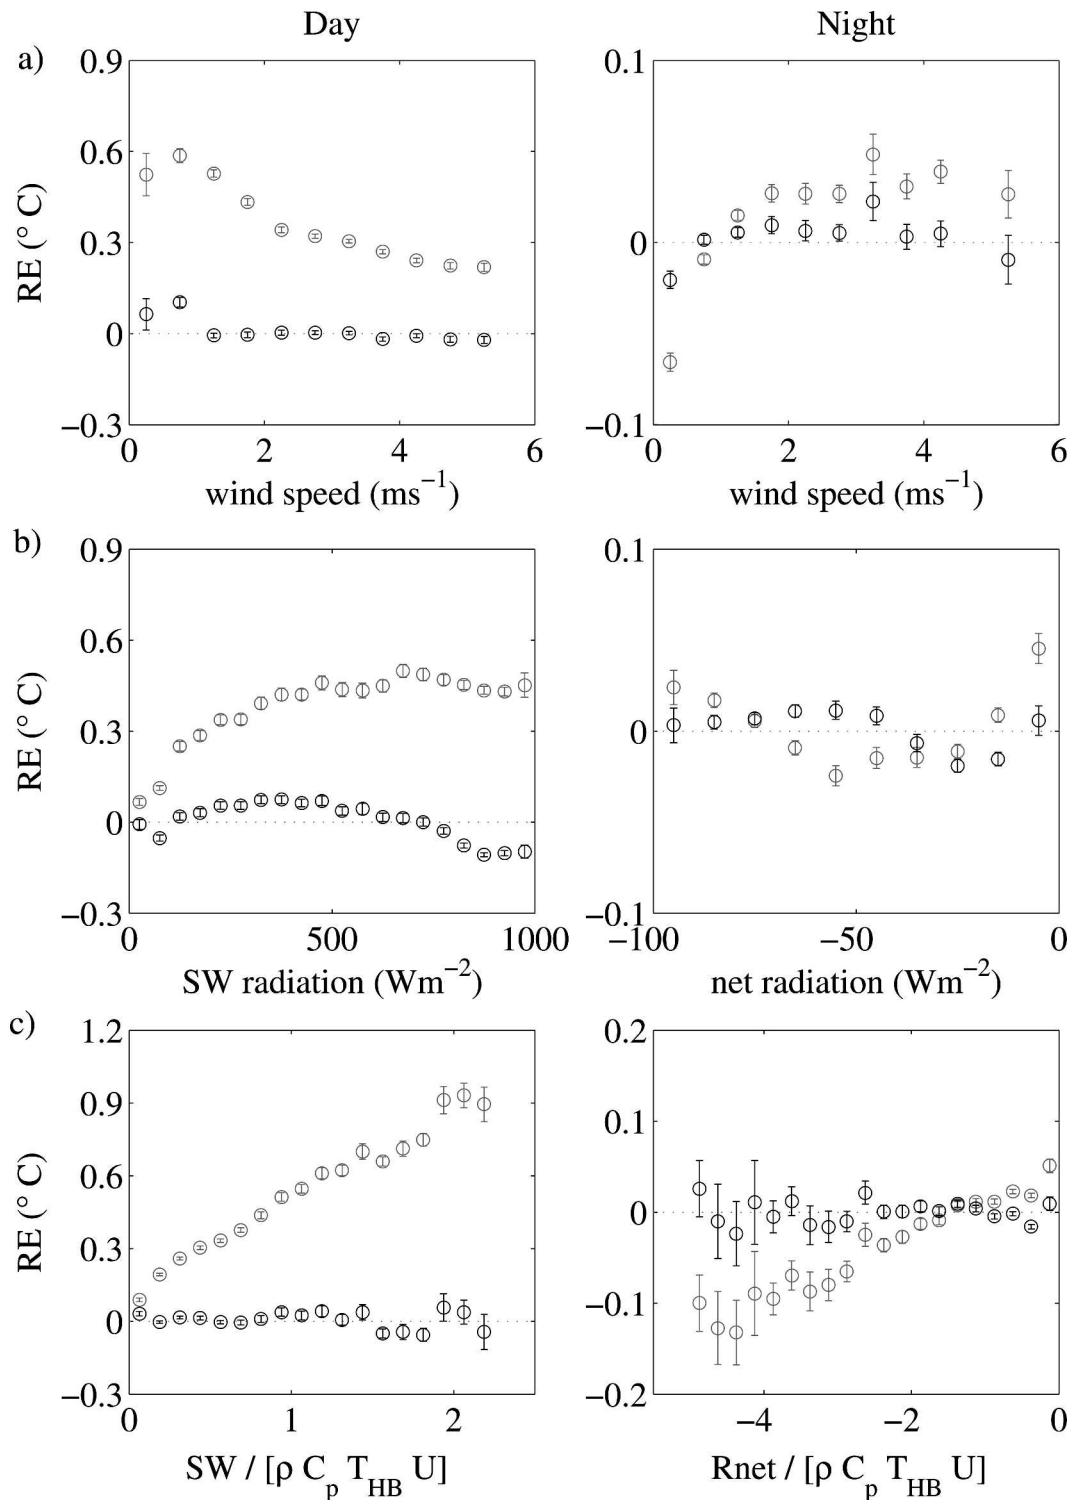 Day Night
a) 0.9 0.1
0.6
RE (° C) 0.3 0
0
−0.3 −0.1
0 2 4 6 0 2 4 6
wind speed (ms⁻¹) wind speed (ms⁻¹)
b) 0.9 0.1
0.6
RE (° C) 0.3 0
0
−0.3 −0.1
0 500 1000 −100 −50 0
SW radiation (Wm⁻²) net radiation (Wm⁻²)
c) 1.2 0.2
0.9 0.1
0.6
RE (° C) 0
0.3
0 −0.1
−0.3 −0.2
0 1 2 −4 −2 0
SW / [ρ C_p T_HB U] Rnet / [ρ C_p T_HB U]